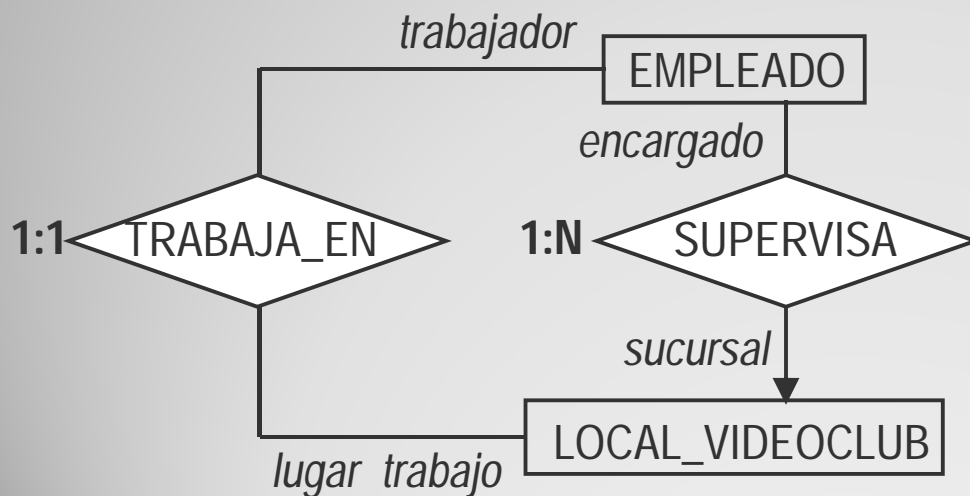 trabajador
EMPLEADO
encargado
1:1 TRABAJA_EN 1:N SUPERVISA
sucursal
LOCAL_VIDEOCLUB
lugar trabajo